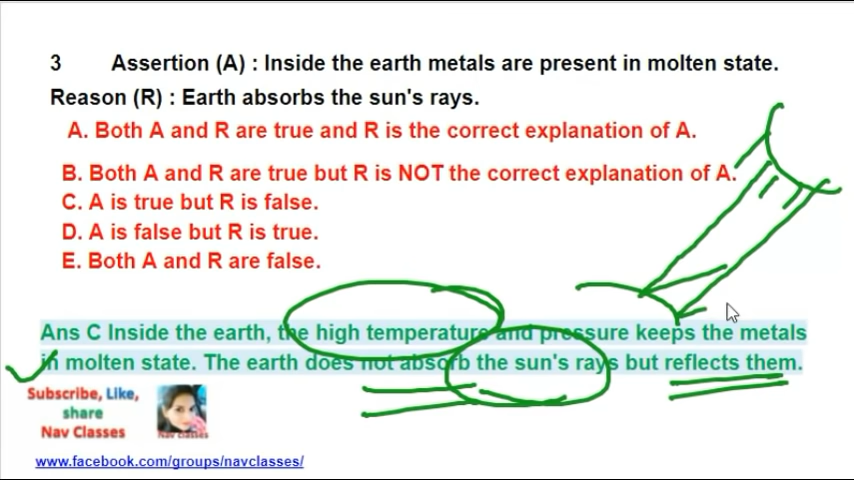 3 Assertion (A) : Inside the earth metals are present in molten state.
Reason (R) : Earth absorbs the sun's rays.
A. Both A and R are true and R is the correct explanation of A.
B. Both A and R are true but R is NOT the correct explanation of A.
C. A is true but R is false.
D. A is false but R is true.
E. Both A and R are false.
Ans C Inside the earth, the high temperature and pressure keeps the metals
in molten state. The earth does not absorb the sun's rays but reflects them.
Subscribe, Like,
share
Nav Classes
Nav Classes
www.facebook.com/groups/navclasses/